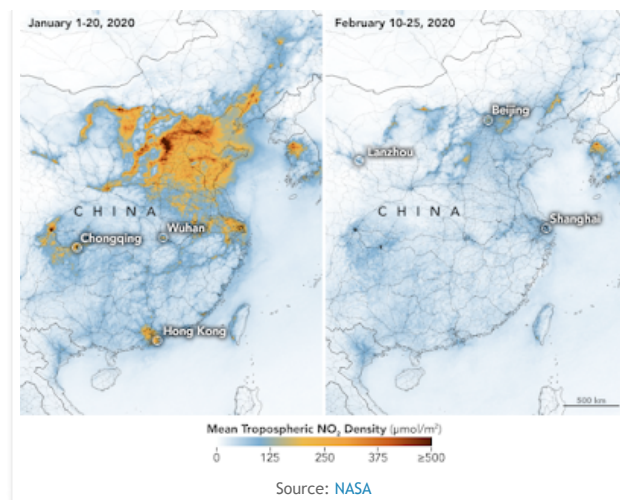 January 1-20, 2020
February 10-25, 2020
Beijing
Lanzhou
CHINA
Wuhan
Chongqing
Hong Kong
CHINA
Shanghai
500 km
Mean Tropospheric NO₂ Density (μmol/m²)
0 125 250 375 ≥500
Source: NASA